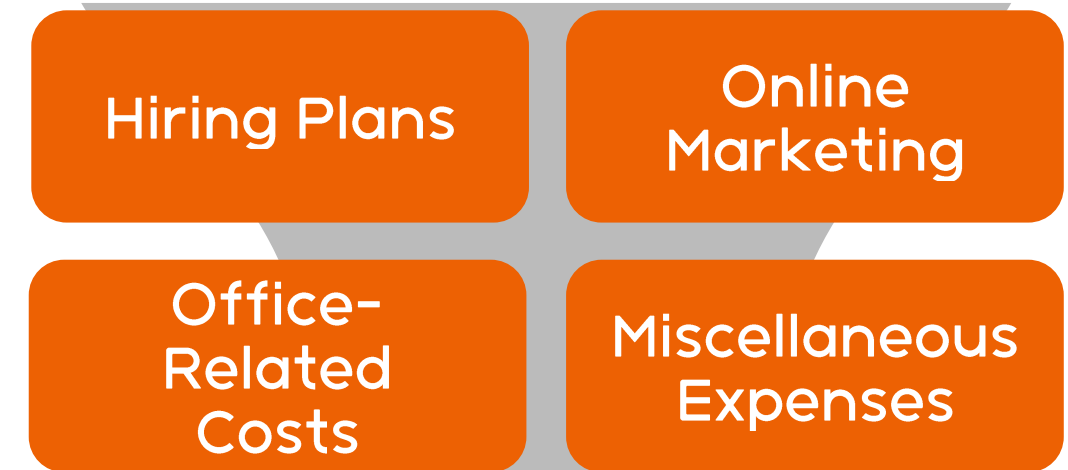 Hiring Plans
Online
Marketing
Office-
Related
Costs
Miscellaneous
Expenses